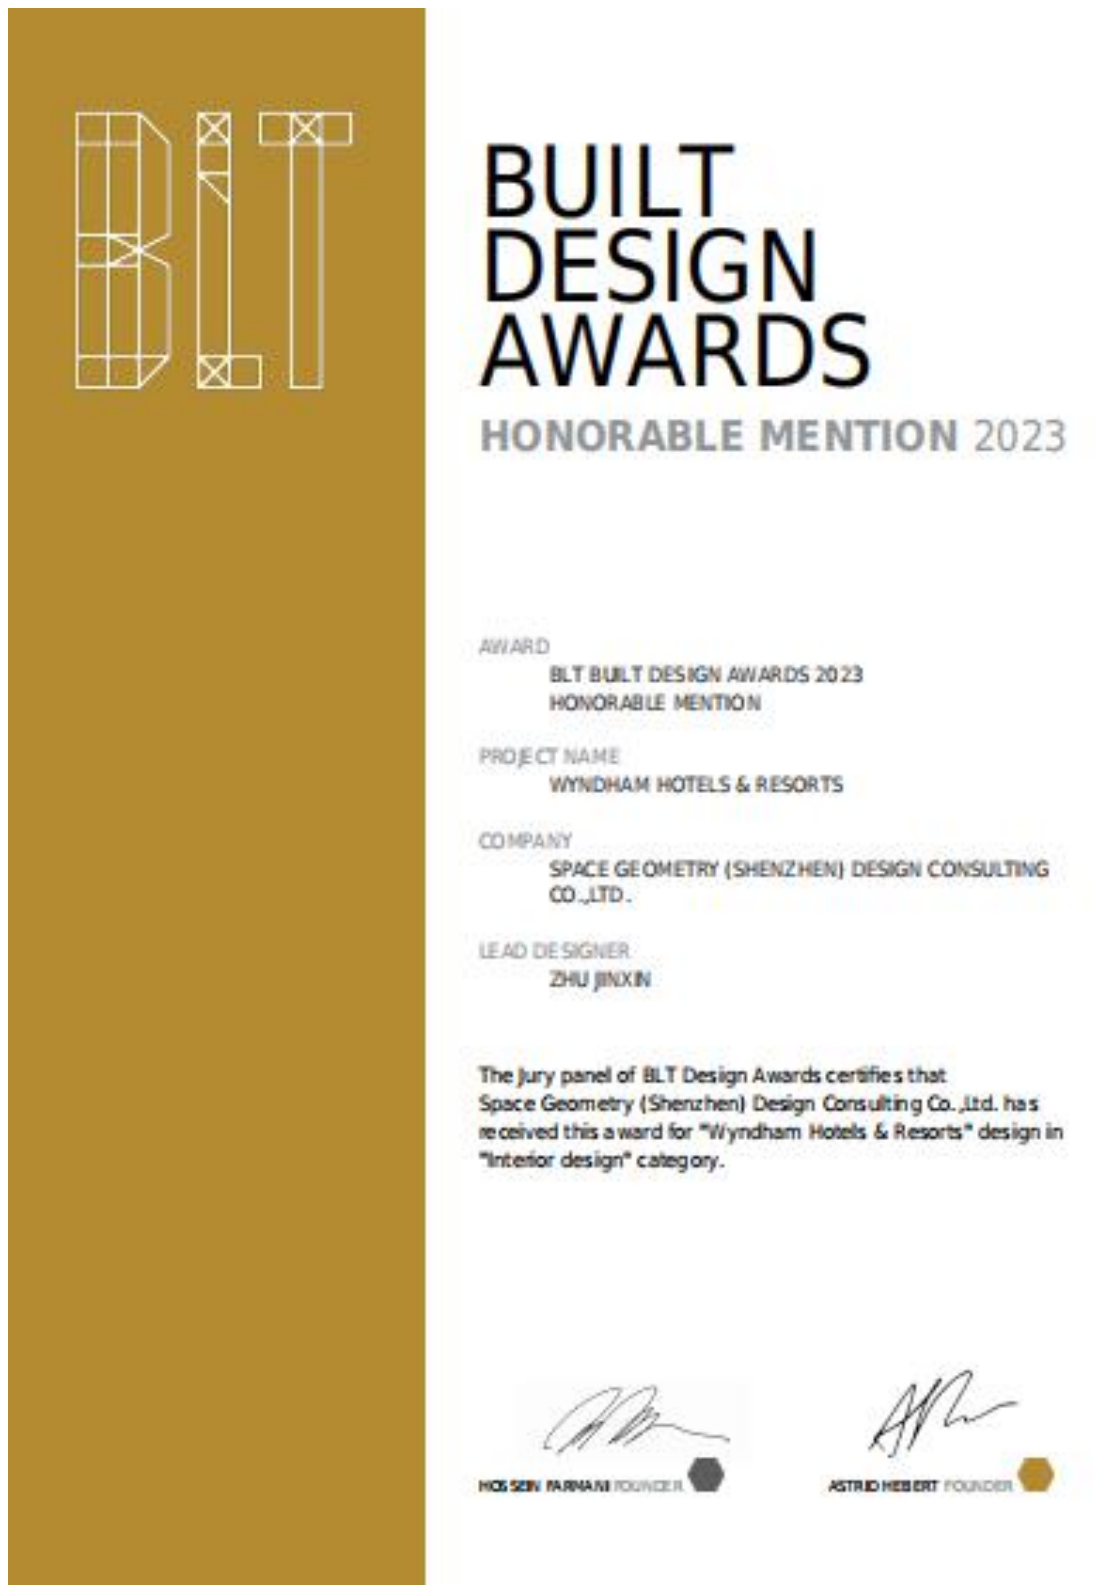 BLT
BUILT
DESIGN
AWARDS
HONORABLE MENTION 2023
AWARD
BLT BUILT DESIGN AWARDS 2023
HONORABLE MENTION
PROJECT NAME
WYNDHAM HOTELS & RESORTS
COMPANY
SPACE GEOMETRY (SHENZHEN) DESIGN CONSULTING
CO.,LTD.
LEAD DESIGNER
ZHU JINXIN
The Jury panel of BLT Design Awards certifies that
Space Geometry (Shenzhen) Design Consulting Co.,Ltd. has
received this award for "Wyndham Hotels & Resorts" design in
"Interior design" category.
HOSSEIN FARMANI FOUNDER
ASTRID HEBERT FOUNDER